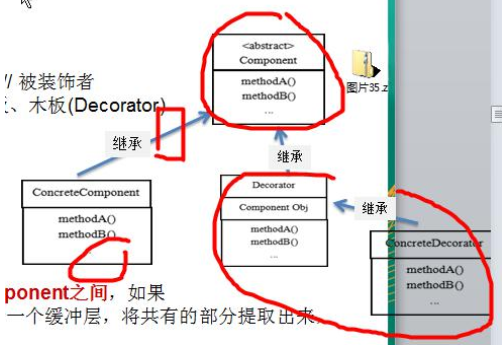 <abstract>
Component
methodA()
methodB()
...
图片35.z
// 被装饰者
、木板(Decorator)
继承
继承
ConcreteComponent
methodA()
methodB()
...
Decorator
Component Obj
methodA()
methodB()
...
继承
ConcreteDecorator
methodA()
methodB()
...
ponent之间，如果
一个缓冲层，将共有的部分提取出来